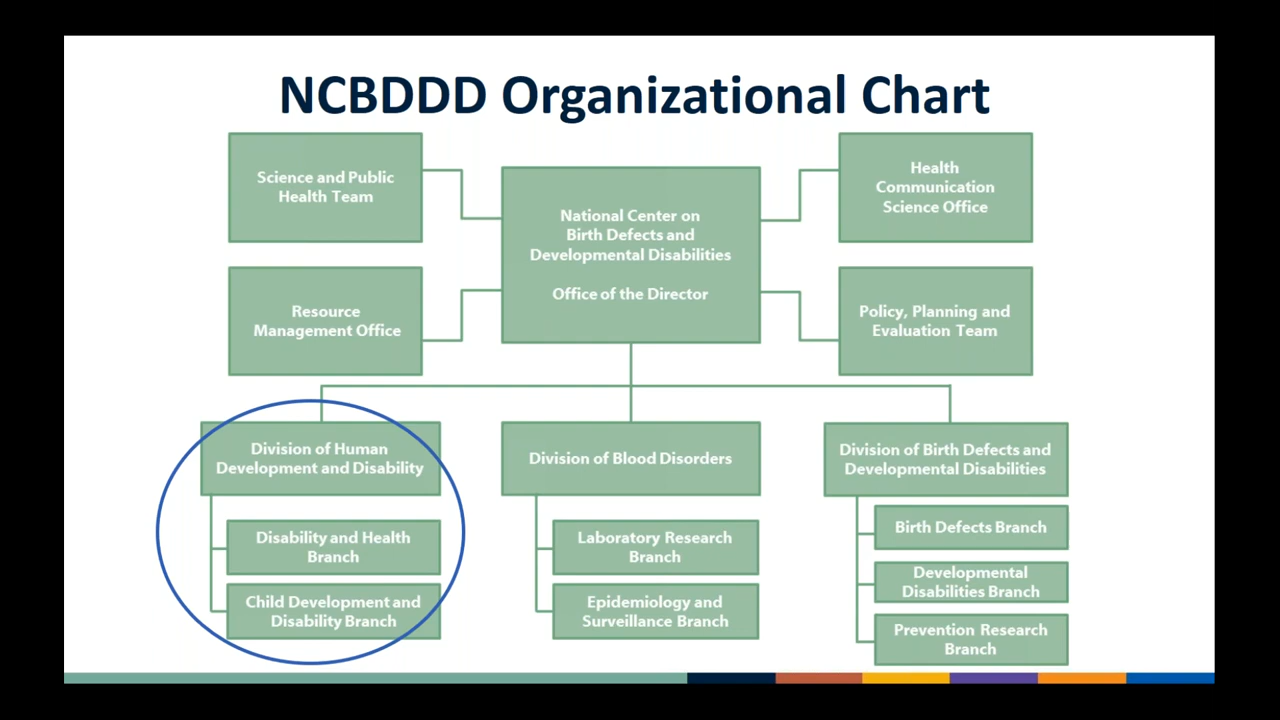 NCBDDD Organizational Chart
Science and Public
Health Team
National Center on
Birth Defects and
Developmental Disabilities
Office of the Director
Health
Communication
Science Office
Resource
Management Office
Policy, Planning and
Evaluation Team
Division of Human
Development and Disability
Disability and Health
Branch
Child Development and
Disability Branch
Division of Blood Disorders
Laboratory Research
Branch
Epidemiology and
Surveillance Branch
Division of Birth Defects and
Developmental Disabilities
Birth Defects Branch
Developmental
Disabilities Branch
Prevention Research
Branch